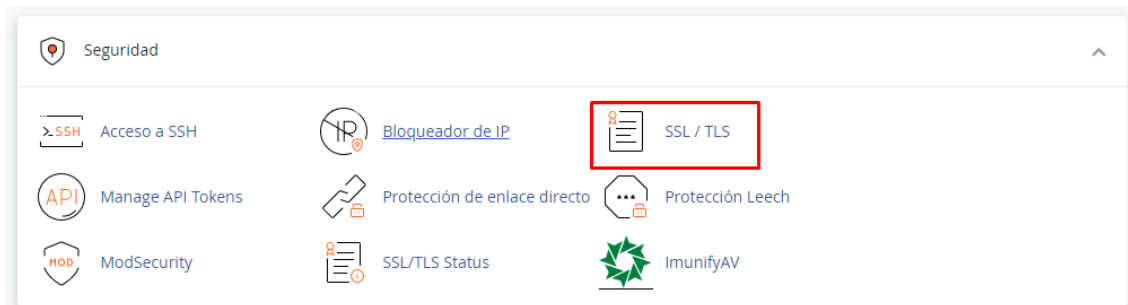 Seguridad
>_SSH Acceso a SSH IP Bloqueador de IP SSL / TLS
API Manage API Tokens Protección de enlace directo Protección Leech
MOD ModSecurity SSL/TLS Status ImunifyAV